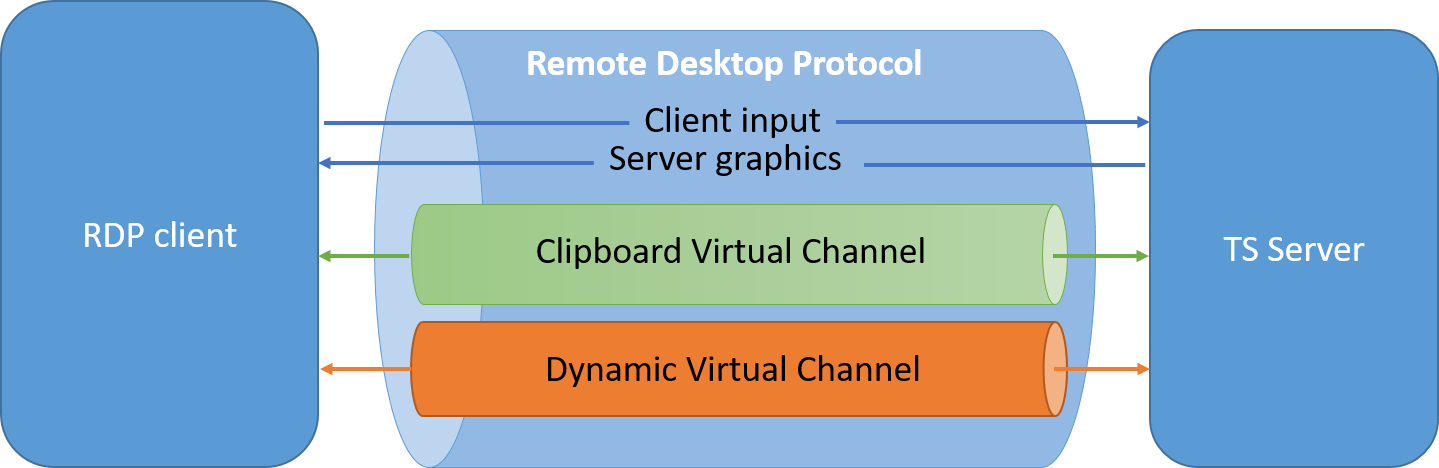 Remote Desktop Protocol
Client input
Server graphics
RDP client
Clipboard Virtual Channel
TS Server
Dynamic Virtual Channel